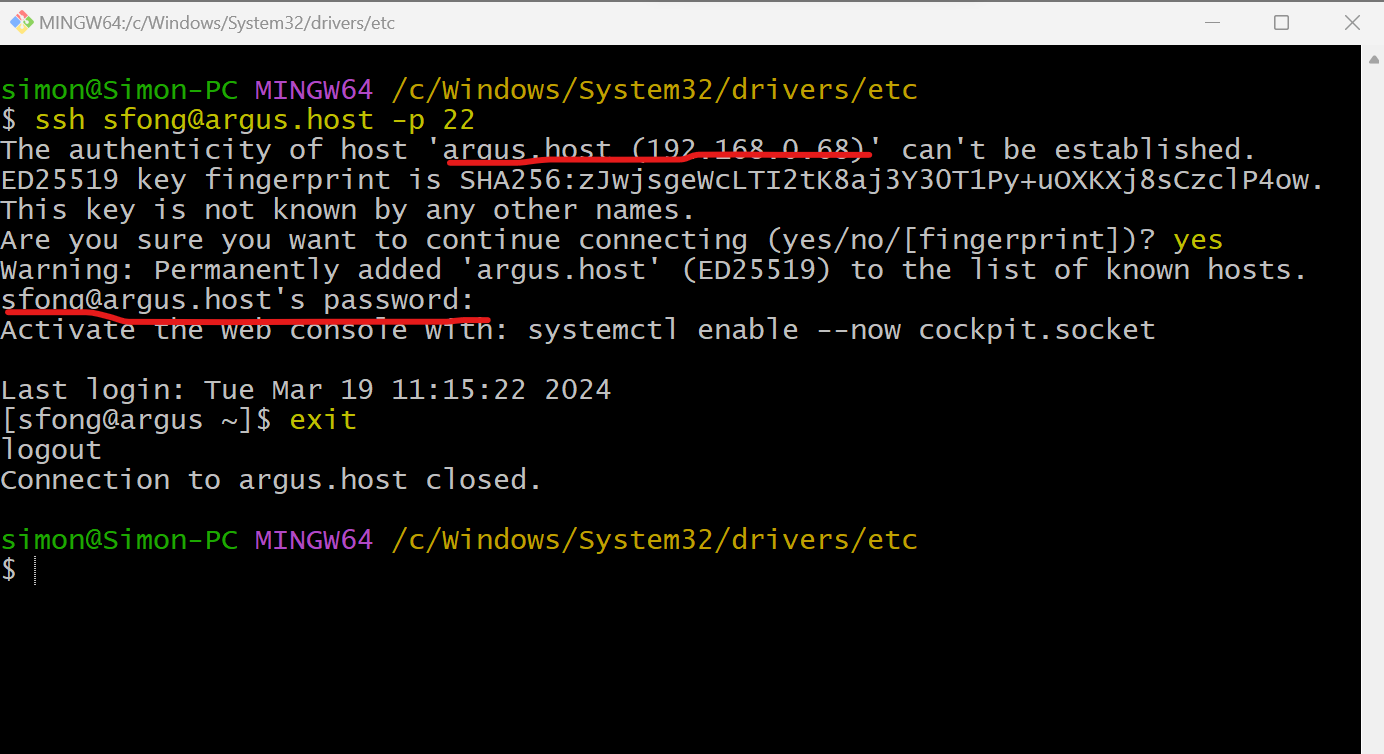 MINGW64:/c/Windows/System32/drivers/etc
simon@Simon-PC MINGW64 /c/Windows/System32/drivers/etc
$ ssh sfong@argus.host -p 22
The authenticity of host 'argus.host (192.168.0.68)' can't be established.
ED25519 key fingerprint is SHA256:zJwjsgeWcLTI2tK8aj3Y3OT1Py+uOXKXj8sCzclP4ow.
This key is not known by any other names.
Are you sure you want to continue connecting (yes/no/[fingerprint])? yes
Warning: Permanently added 'argus.host' (ED25519) to the list of known hosts.
sfong@argus.host's password:
Activate the web console with: systemctl enable --now cockpit.socket
Last login: Tue Mar 19 11:15:22 2024
[sfong@argus ~]$ exit
logout
Connection to argus.host closed.
simon@Simon-PC MINGW64 /c/Windows/System32/drivers/etc
$